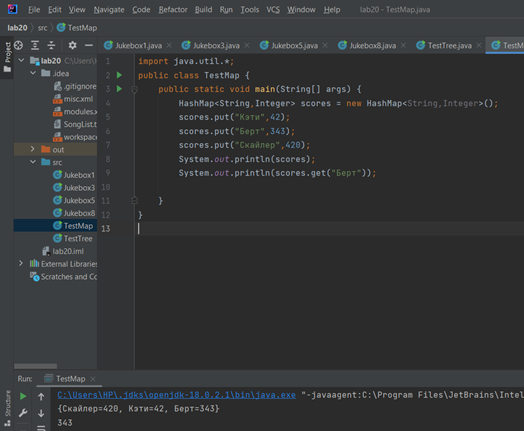 File Edit View Navigate Code Refactor Build Run Tools VCS Window Help lab20 - TestMap.java
lab20 src TestMap
Project
Jukebox1.java Jukebox3.java Jukebox5.java Jukebox8.java TestTree.java
lab20
.idea
.gitignore
misc.xml
modules.x
SongList.t
workspace
out
src
Jukebox1
Jukebox3
Jukebox5
Jukebox8
TestMap
TestTree
lab20.iml
External Libraries
Scratches and Co
1 import java.util.*;
2 public class TestMap {
3 public static void main(String[] args) {
4 HashMap<String,Integer> scores = new HashMap<String,Integer>();
5 scores.put("Кэти",42);
6 scores.put("Берт",343);
7 scores.put("Скайлер",420);
8 System.out.println(scores);
9 System.out.println(scores.get("Берт"));
10
11 }
12 }
13
Run: TestMap
Structure
C:\Users\HP\.jdks\openjdk-18.0.2.1\bin\java.exe "-javaagent:C:\Program Files\JetBrains\Inte
{Скайлер=420, Кэти=42, Берт=343}
343